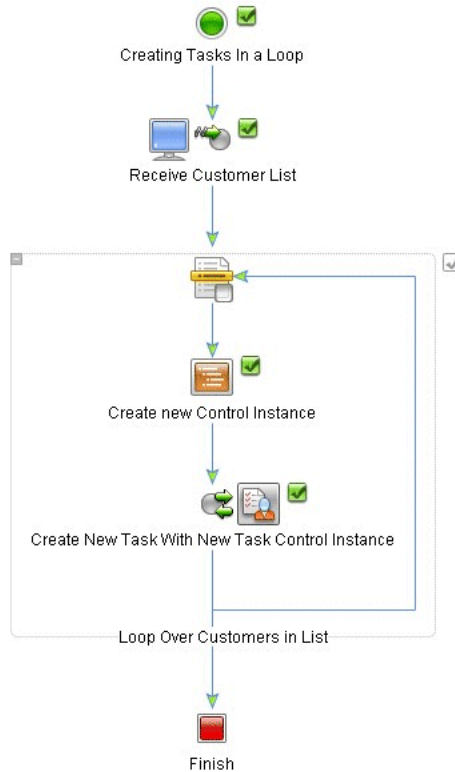 Creating Tasks In a Loop
Receive Customer List
Create new Control Instance
Create New Task With New Task Control Instance
Loop Over Customers in List
Finish